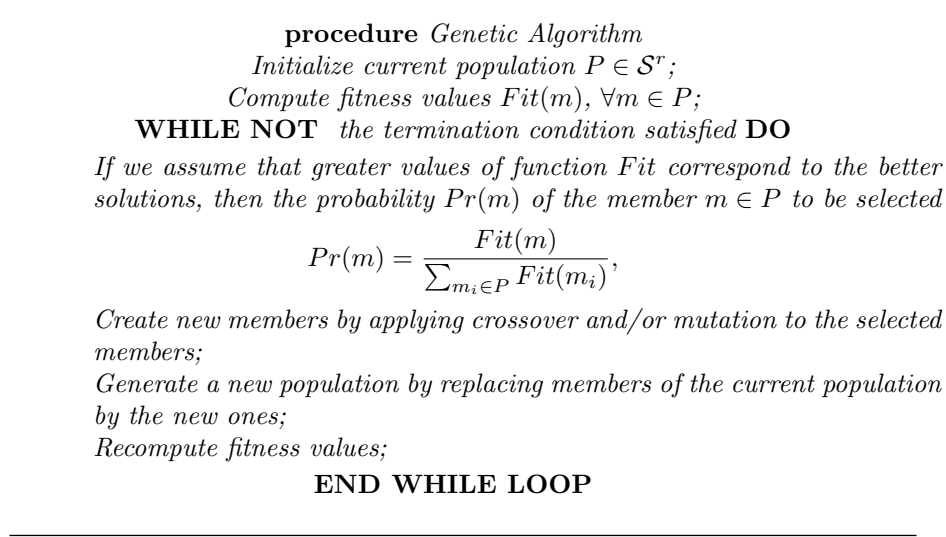 procedure Genetic Algorithm
Initialize current population P ∈ 𝒮^r;
Compute fitness values Fit(m), ∀m ∈ P;
WHILE NOT the termination condition satisfied DO
If we assume that greater values of function Fit correspond to the better
solutions, then the probability Pr(m) of the member m ∈ P to be selected
Pr(m) = \frac{Fit(m)}{\sum_{m_i ∈ P} Fit(m_i)},
Create new members by applying crossover and/or mutation to the selected
members;
Generate a new population by replacing members of the current population
by the new ones;
Recompute fitness values;
END WHILE LOOP